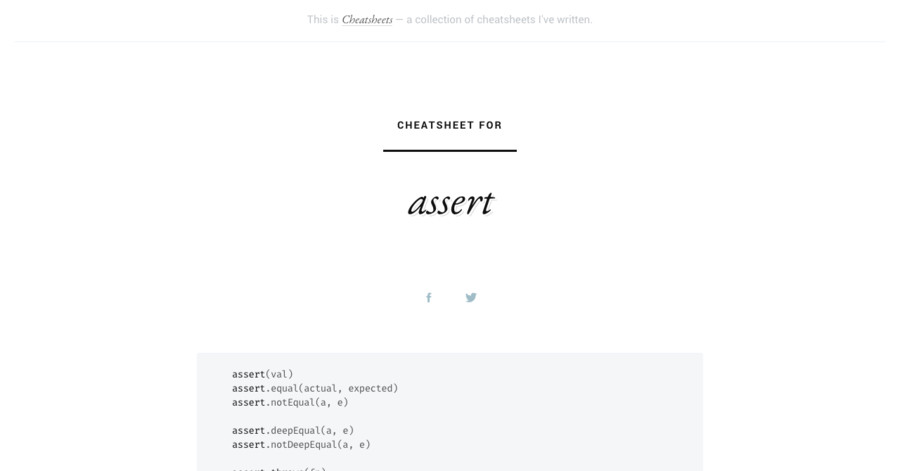 This is Cheatsheets — a collection of cheatsheets I've written.
CHEATSHEET FOR
assert
assert(val)
assert.equal(actual, expected)
assert.notEqual(a, e)
assert.deepEqual(a, e)
assert.notDeepEqual(a, e)